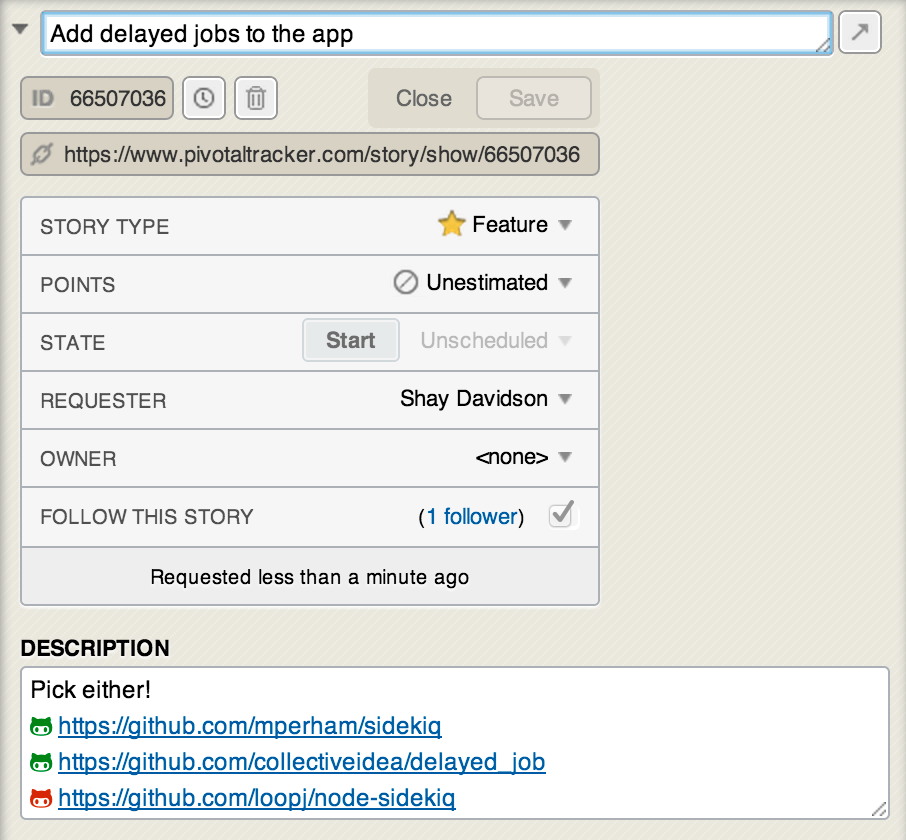 Add delayed jobs to the app
ID 66507036
Close Save
https://www.pivotaltracker.com/story/show/66507036
STORY TYPE Feature
POINTS Unestimated
STATE Start Unscheduled
REQUESTER Shay Davidson
OWNER <none>
FOLLOW THIS STORY (1 follower)
Requested less than a minute ago
DESCRIPTION
Pick either!
https://github.com/mperham/sidekiq
https://github.com/collectiveidea/delayed_job
https://github.com/loopj/node-sidekiq